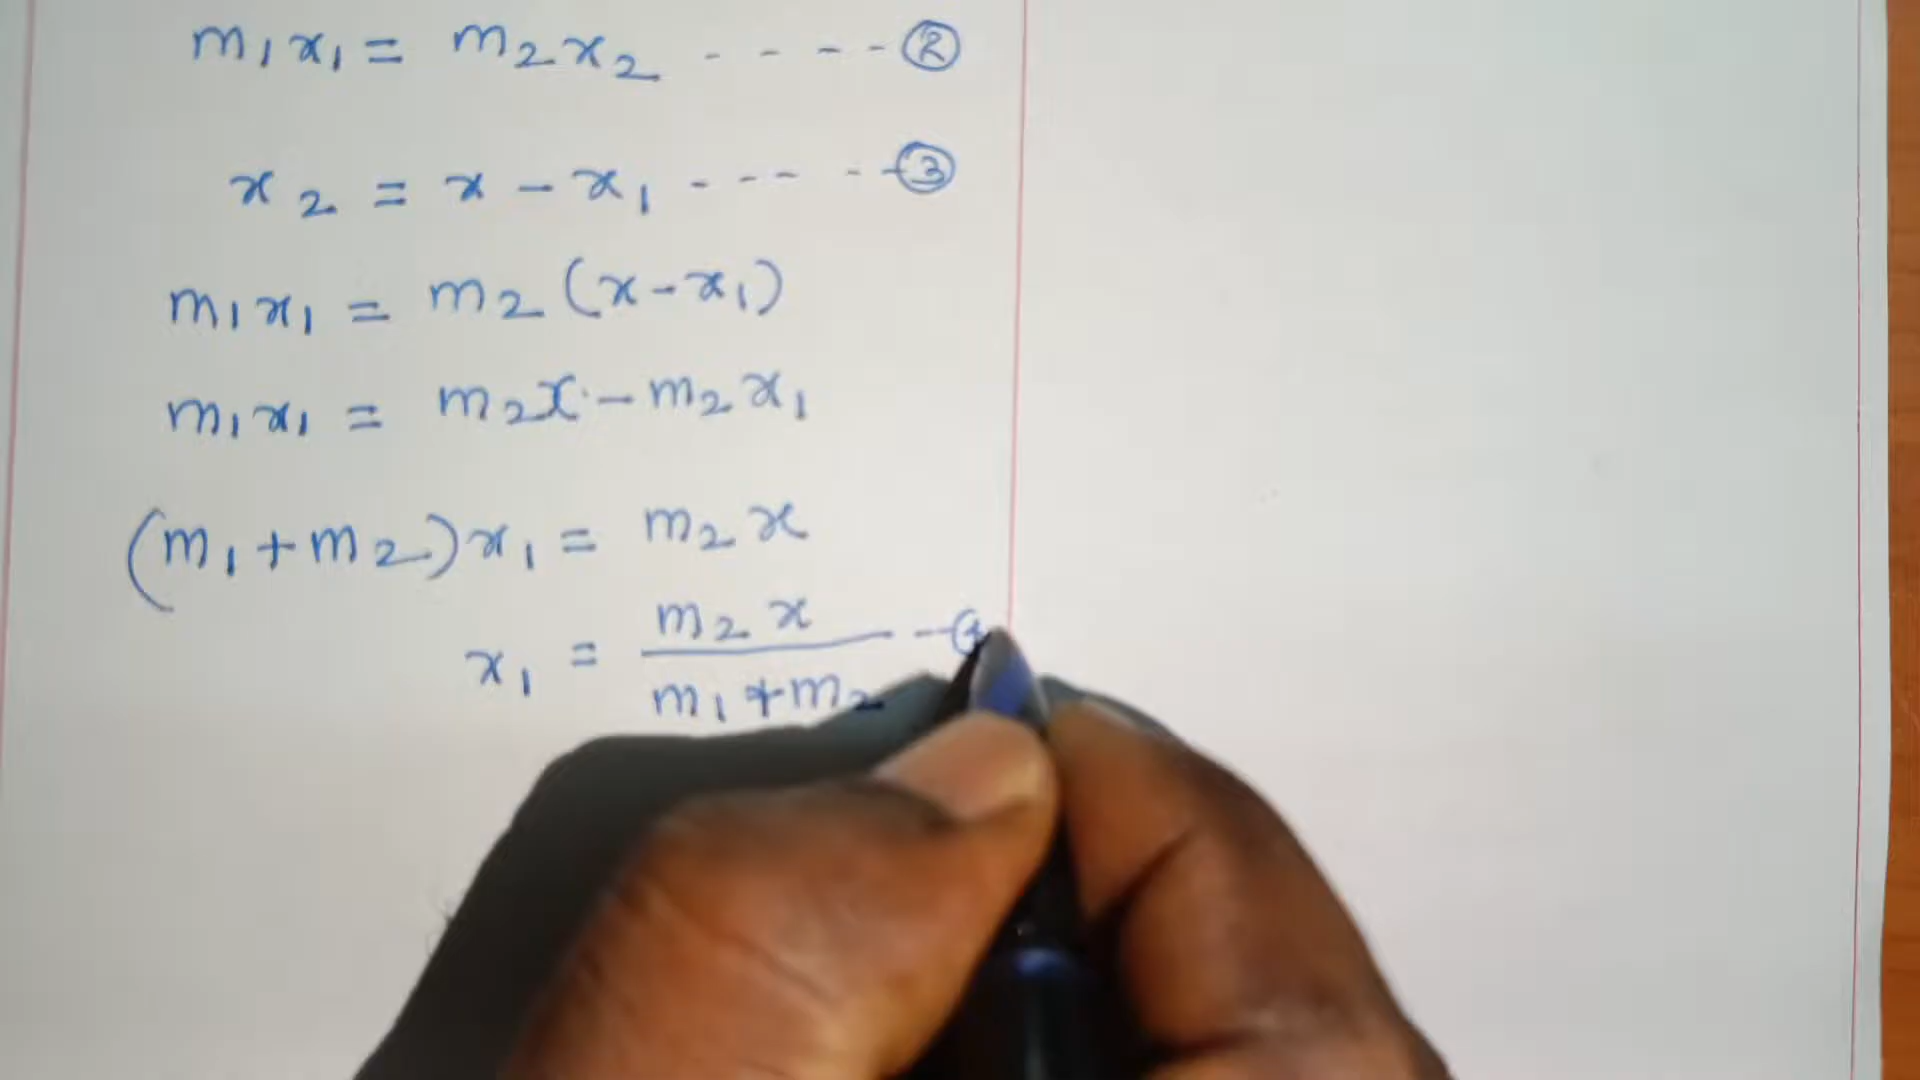 m₁x₁ = m₂x₂ ----②
x₂ = x - x₁ ----- -③
m₁x₁ = m₂(x-x₁)
m₁x₁ = m₂x - m₂x₁
(m₁+m₂)x₁ = m₂x
x₁ = m₂x / m₁+m₂